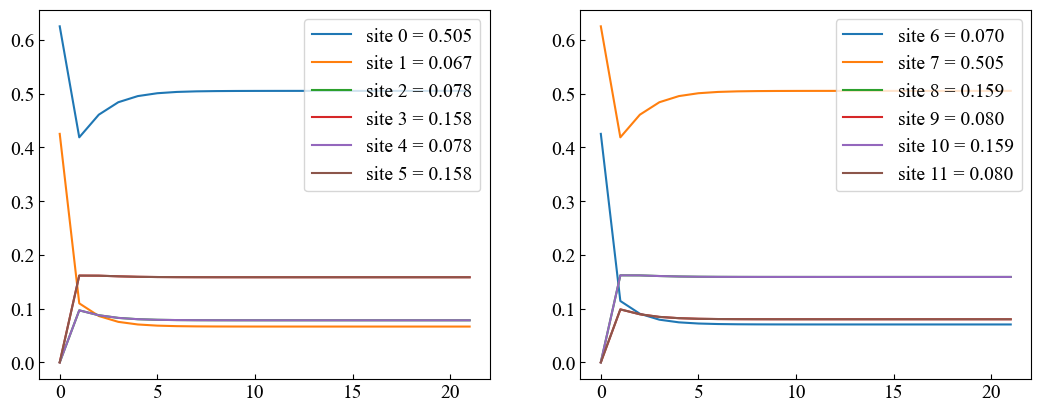 0.6
0.5
0.4
0.3
0.2
0.1
0.0
0 5 10 15 20
site 0 = 0.505
site 1 = 0.067
site 2 = 0.078
site 3 = 0.158
site 4 = 0.078
site 5 = 0.158
0.6
0.5
0.4
0.3
0.2
0.1
0.0
0 5 10 15 20
site 6 = 0.070
site 7 = 0.505
site 8 = 0.159
site 9 = 0.080
site 10 = 0.159
site 11 = 0.080